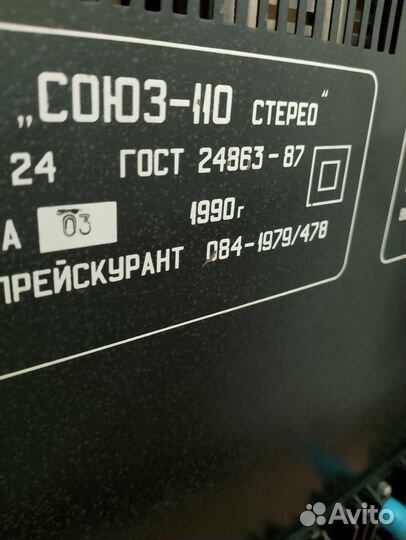 „СОЮЗ-110 СТЕРЕО"
24 ГОСТ 24863-87
А 03 1990г
ПРЕЙСКУРАНТ 084-1979/478
Avito